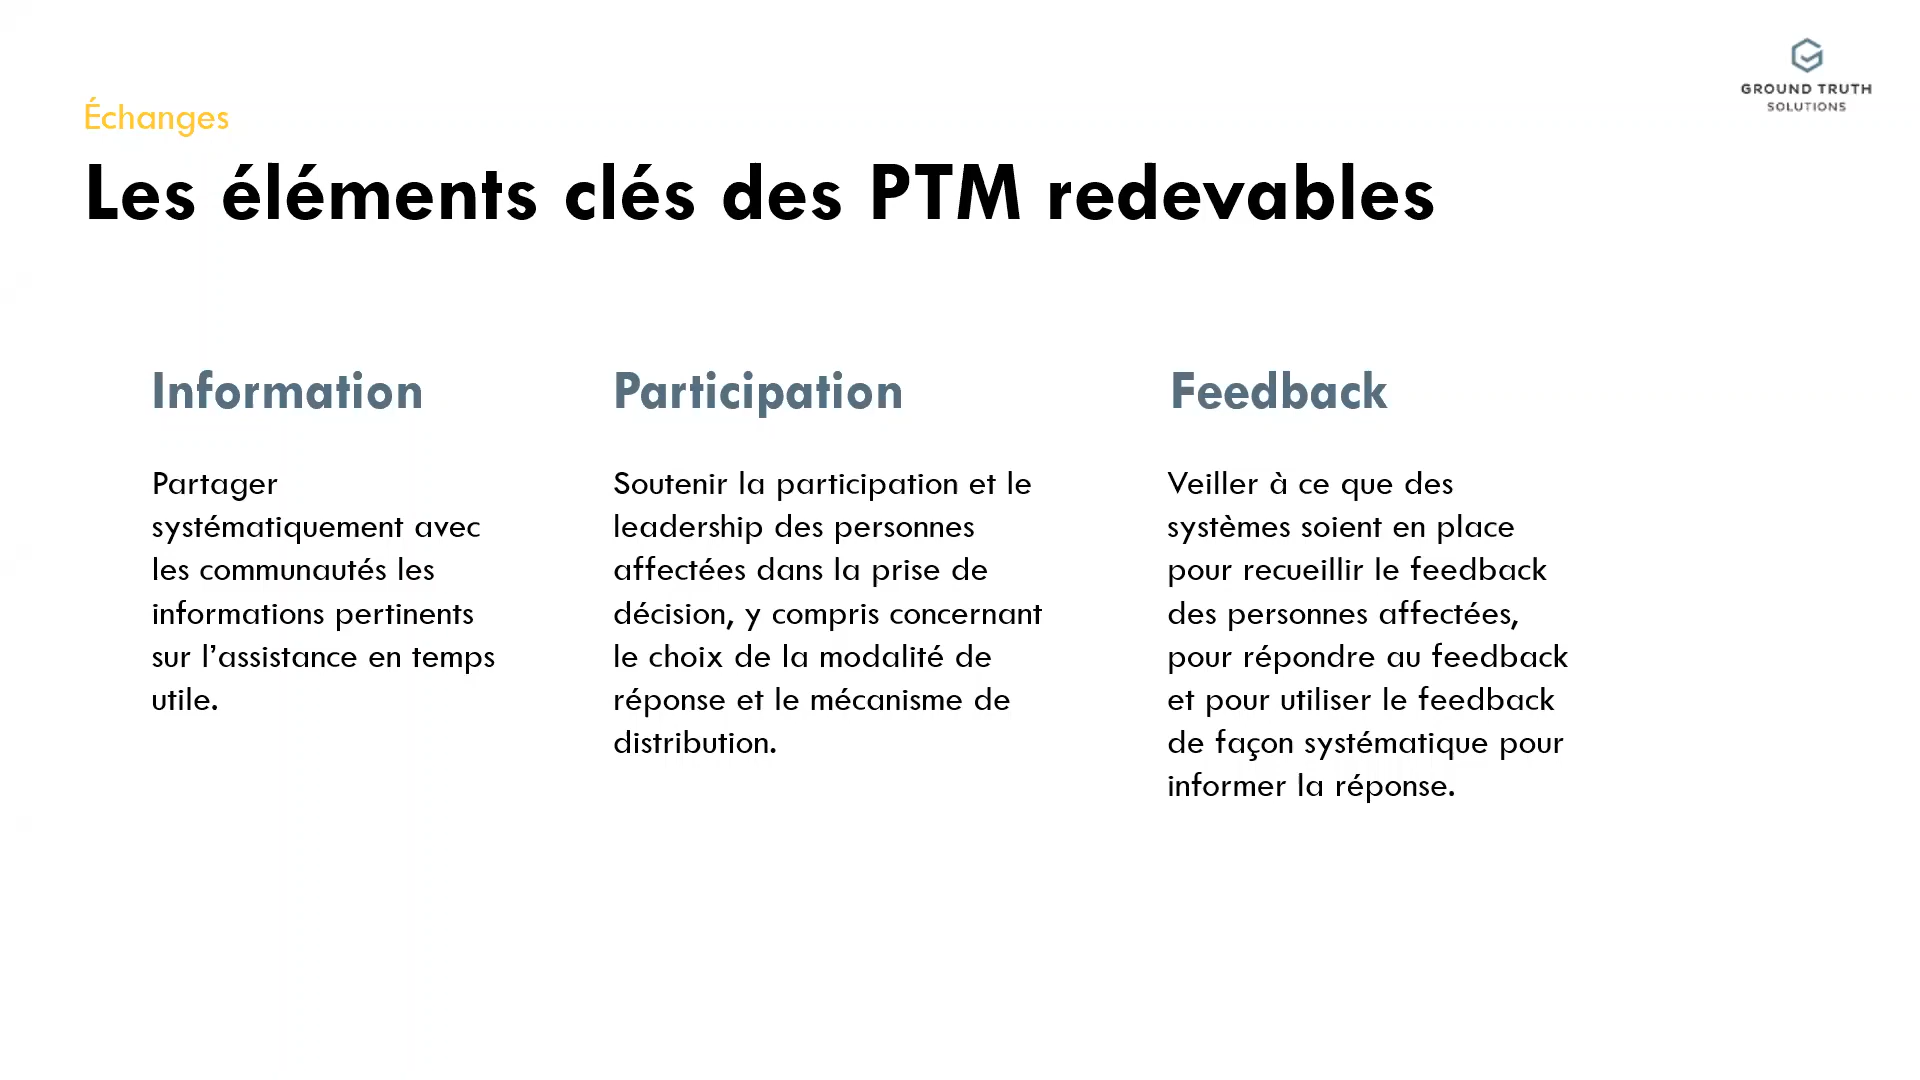 GROUND TRUTH
SOLUTIONS
Échanges
Les éléments clés des PTM redevables
Information
Partager
systématiquement avec
les communautés les
informations pertinents
sur l’assistance en temps
utile.
Participation
Soutenir la participation et le
leadership des personnes
affectées dans la prise de
décision, y compris concernant
le choix de la modalité de
réponse et le mécanisme de
distribution.
Feedback
Veiller à ce que des
systèmes soient en place
pour recueillir le feedback
des personnes affectées,
pour répondre au feedback
et pour utiliser le feedback
de façon systématique pour
informer la réponse.